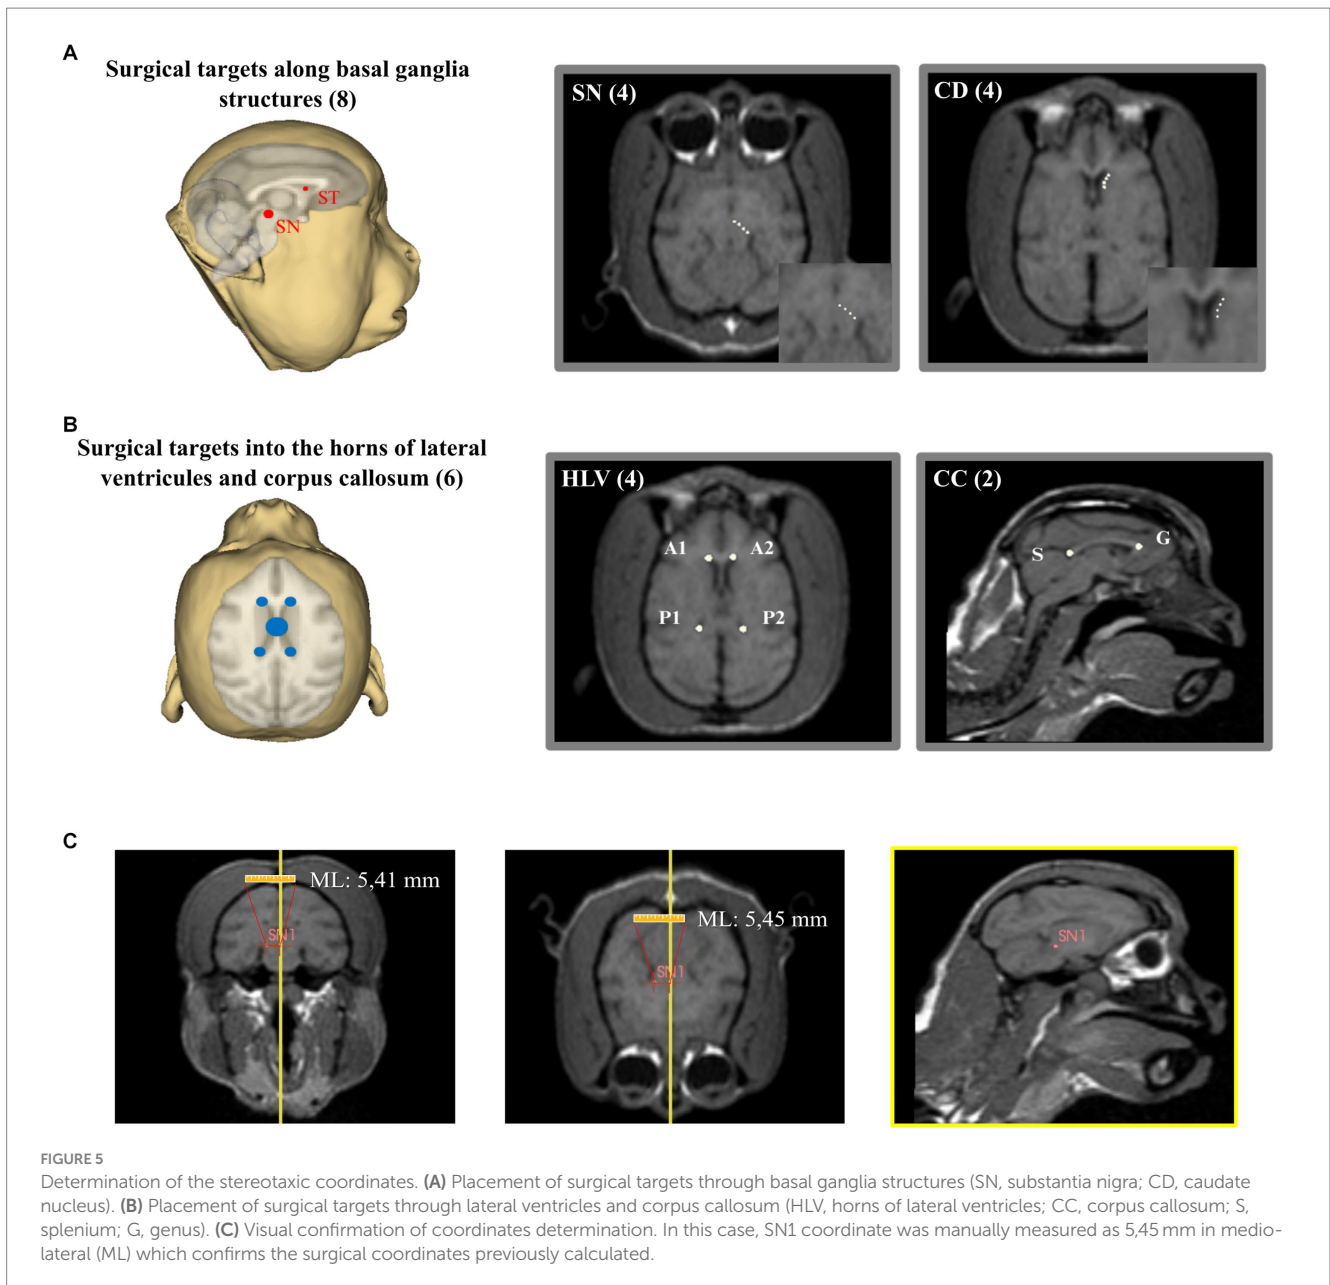 A
Surgical targets along basal ganglia
structures (8)
ST
SN
SN (4)
CD (4)
B
Surgical targets into the horns of lateral
ventricules and corpus callosum (6)
HLV (4)
A1
A2
P1
P2
CC (2)
S
G
C
ML: 5,41 mm
SN1
ML: 5,45 mm
SN1
SN1
FIGURE 5
Determination of the stereotaxic coordinates. (A) Placement of surgical targets through basal ganglia structures (SN, substantia nigra; CD, caudate
nucleus). (B) Placement of surgical targets through lateral ventricles and corpus callosum (HLV, horns of lateral ventricles; CC, corpus callosum; S,
splenium; G, genus). (C) Visual confirmation of coordinates determination. In this case, SN1 coordinate was manually measured as 5,45 mm in medio-
lateral (ML) which confirms the surgical coordinates previously calculated.